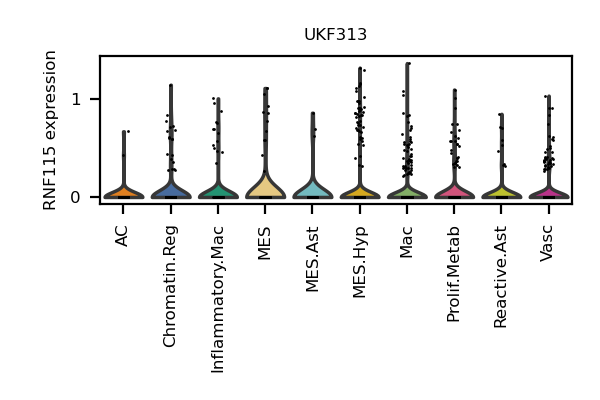 UKF313
RNF115 expression
1
0
AC
Chromatin.Reg
Inflammatory.Mac
MES
MES.Ast
MES.Hyp
Mac
Prolif.Metab
Reactive.Ast
Vasc